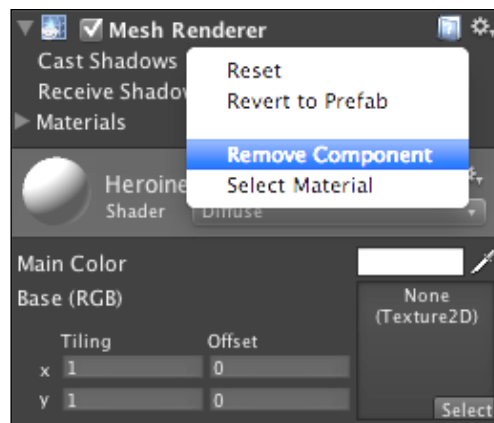 Mesh Renderer
Cast Shadows
Reset
Receive Shadov
Revert to Prefab
Materials
Remove Component
Select Material
Heroine
Shader
Diffuse
Main Color
Base (RGB)
None
(Texture2D)
Tiling
Offset
x 1 0
y 1 0
Select